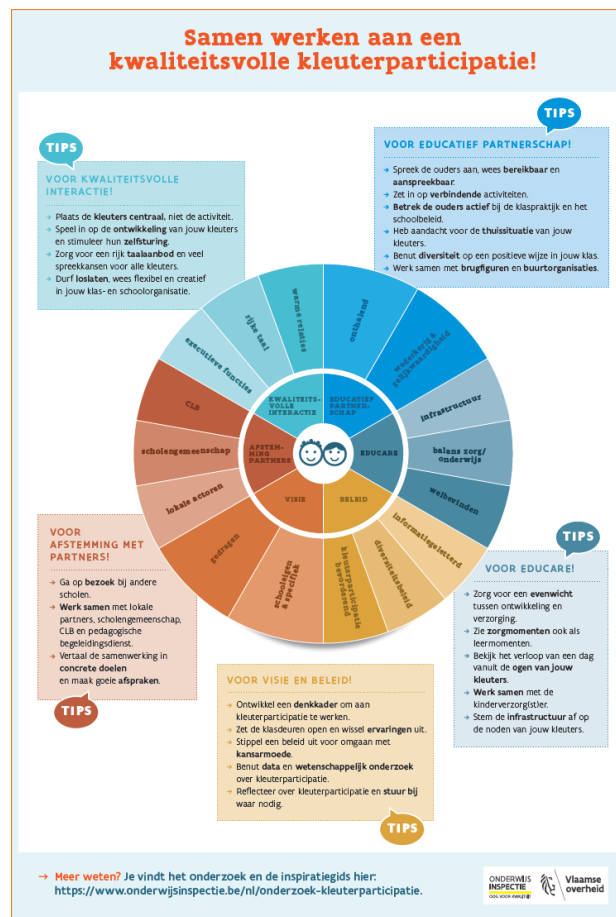 Samen werken aan een
kwaliteitsvolle kleuterparticipatie!
TIPS
VOOR KWALITEITSVOLLE
INTERACTIE!
→ Plaats de kleuters centraal, niet de activiteit.
→ Speel in op de ontwikkeling van jouw kleuters
en stimuleer hun zelfsturing.
→ Zorg voor een rijk taalaanbod en veel
spreekkansen voor alle kleuters.
→ Durf loslaten, wees flexibel en creatief
in jouw klas- en schoolorganisatie.
TIPS
VOOR EDUCATIEF PARTNERSCHAP!
→ Spreek de ouders aan, wees bereikbaar en
aanspreekbaar.
→ Zet in op verbindende activiteiten.
→ Betrek de ouders actief bij de klaspraktijk en het
schoolbeleid.
→ Heb aandacht voor de thuissituatie van jouw
kleuters.
→ Benut diversiteit op een positieve wijze in jouw klas.
→ Werk samen met brugfiguren en buurtorganisaties.
executieve functies
rijke taal
warme relaties
onthalend
wederkerig &
gelijkwaardigheid
infrastructuur
balans zorg/
onderwijs
welbevinden
informatiegeletterd
diversiteitsbeleid
kleuterparticipatie
bevorderend
schooleigen
& specifiek
gedragen
lokale actoren
scholengemeenschap
CLB
KWALITEITS-
VOLLE
INTERACTIE
EDUCATIEF
PARTNER-
SCHAP
EDUCARE
BELEID
VISIE
AFSTEM-
MING
PARTNERS
VOOR
AFSTEMMING MET
PARTNERS!
→ Ga op bezoek bij andere
scholen.
→ Werk samen met lokale
partners, scholengemeenschap,
CLB en pedagogische
begeleidingsdienst.
→ Vertaal de samenwerking in
concrete doelen
en maak goeie afspraken.
TIPS
TIPS
VOOR EDUCARE!
→ Zorg voor een evenwicht
tussen ontwikkeling en
verzorging.
→ Zie zorgmomenten ook als
leermomenten.
→ Bekijk het verloop van een dag
vanuit de ogen van jouw
kleuters.
→ Werk samen met de
kinderverzorg(st)er.
→ Stem de infrastructuur af op
de noden van jouw kleuters.
VOOR VISIE EN BELEID!
→ Ontwikkel een denkkader om aan
kleuterparticipatie te werken.
→ Zet de klasdeuren open en wissel ervaringen uit.
→ Stippel een beleid uit voor omgaan met
kansarmoede.
→ Benut data en wetenschappelijk onderzoek
over kleuterparticipatie.
→ Reflecteer over kleuterparticipatie en stuur bij
waar nodig.
TIPS
→ Meer weten? Je vindt het onderzoek en de inspiratiegids hier:
https://www.onderwijsinspectie.be/nl/onderzoek-kleuterparticipatie.
ONDERWIJS
INSPECTIE
OOG VOOR KWALITEIT
Vlaamse
overheid